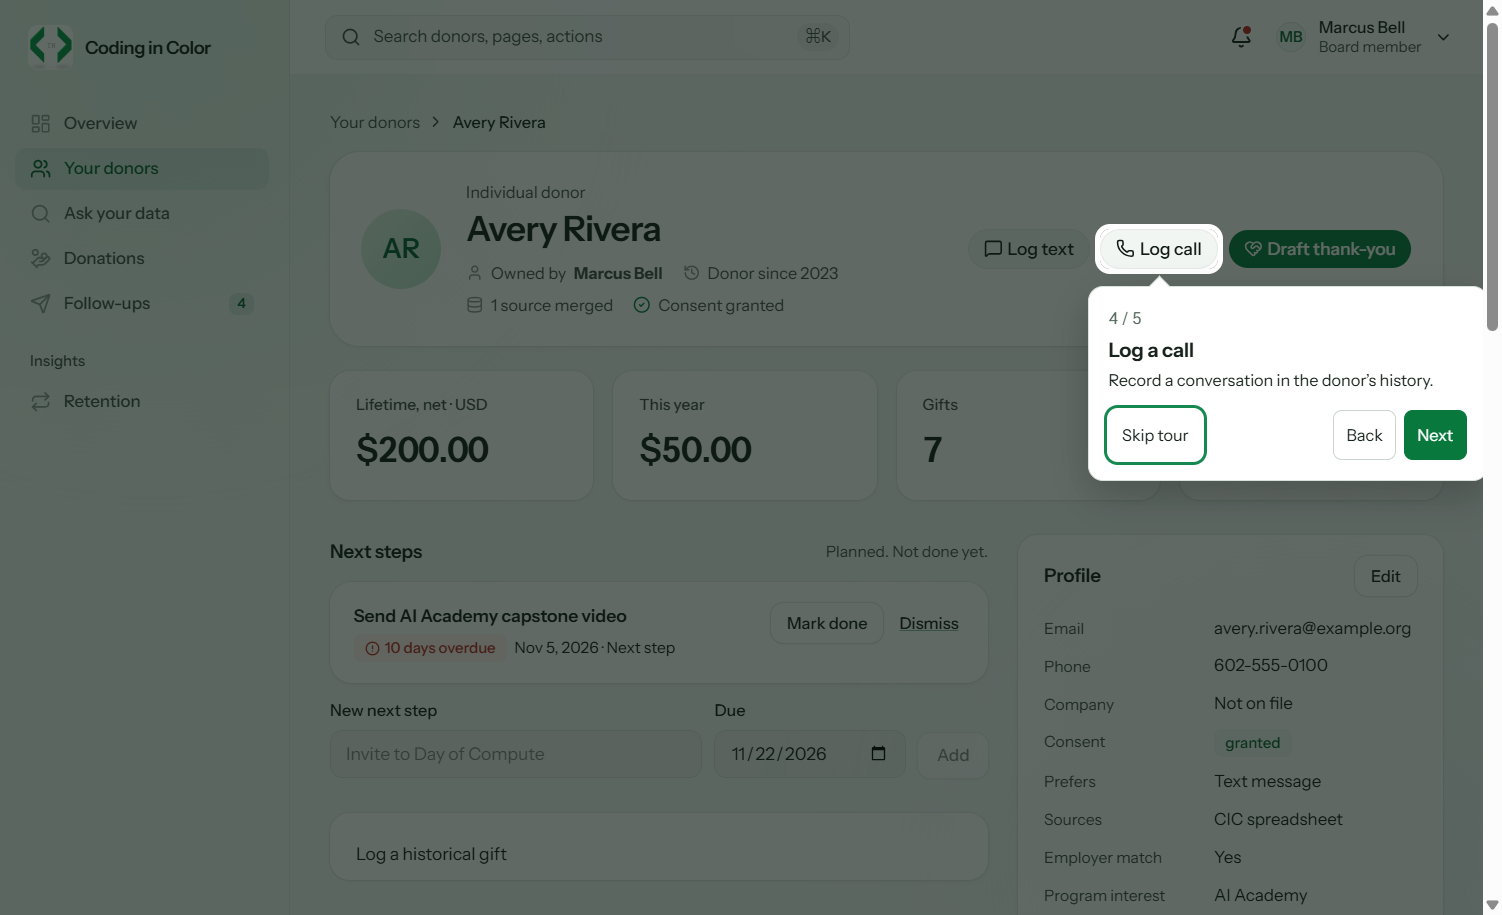 Coding in Color
Search donors, pages, actions
⌘K
MB
Marcus Bell
Board member
Overview
Your donors
Ask your data
Donations
Follow-ups
4
Insights
Retention
Your donors
Avery Rivera
AR
Individual donor
Avery Rivera
Owned by Marcus Bell
Donor since 2023
1 source merged
Consent granted
Log text
Log call
Draft thank-you
4 / 5
Log a call
Record a conversation in the donor’s history.
Skip tour
Back
Next
Lifetime, net · USD
$200.00
This year
$50.00
Gifts
7
Next steps
Planned. Not done yet.
Send AI Academy capstone video
10 days overdue
Nov 5, 2026 · Next step
Mark done
Dismiss
New next step
Due
Invite to Day of Compute
11/22/2026
Add
Log a historical gift
Profile
Edit
Email
avery.rivera@example.org
Phone
602-555-0100
Company
Not on file
Consent
granted
Prefers
Text message
Sources
CIC spreadsheet
Employer match
Yes
Program interest
AI Academy